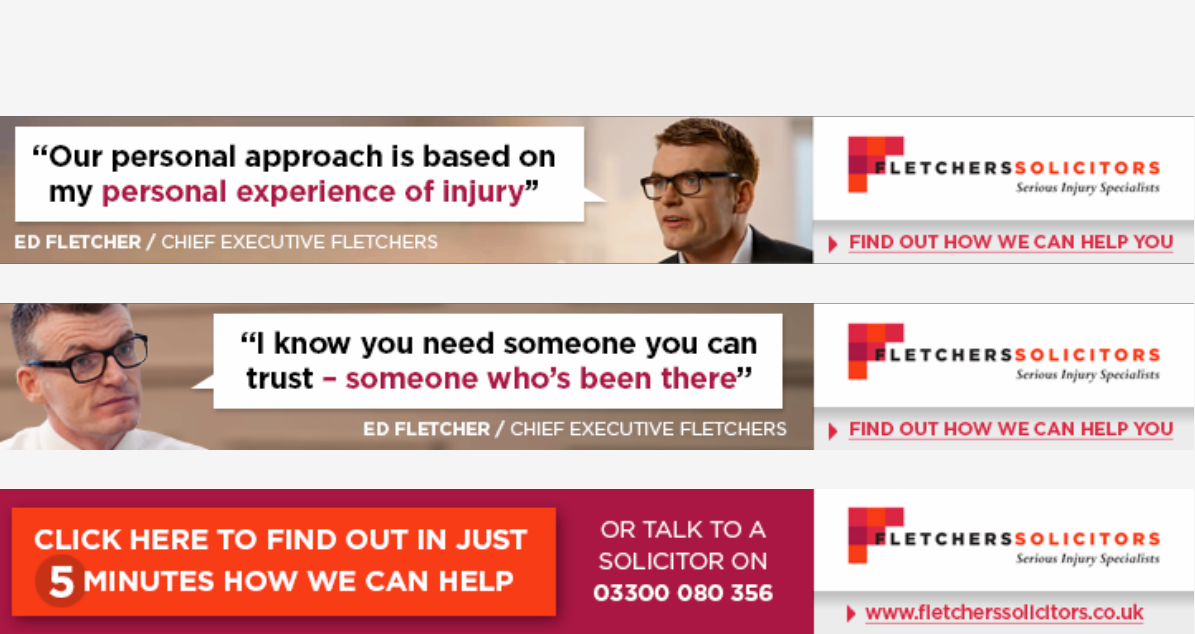 “Our personal approach is based on
my personal experience of injury”
ED FLETCHER / CHIEF EXECUTIVE FLETCHERS
FLETCHERSSOLICITORS
Serious Injury Specialists
FIND OUT HOW WE CAN HELP YOU
“I know you need someone you can
trust – someone who’s been there”
ED FLETCHER / CHIEF EXECUTIVE FLETCHERS
FLETCHERSSOLICITORS
Serious Injury Specialists
FIND OUT HOW WE CAN HELP YOU
CLICK HERE TO FIND OUT IN JUST
5 MINUTES HOW WE CAN HELP
OR TALK TO A
SOLICITOR ON
03300 080 356
FLETCHERSSOLICITORS
Serious Injury Specialists
www.fletcherssolicitors.co.uk